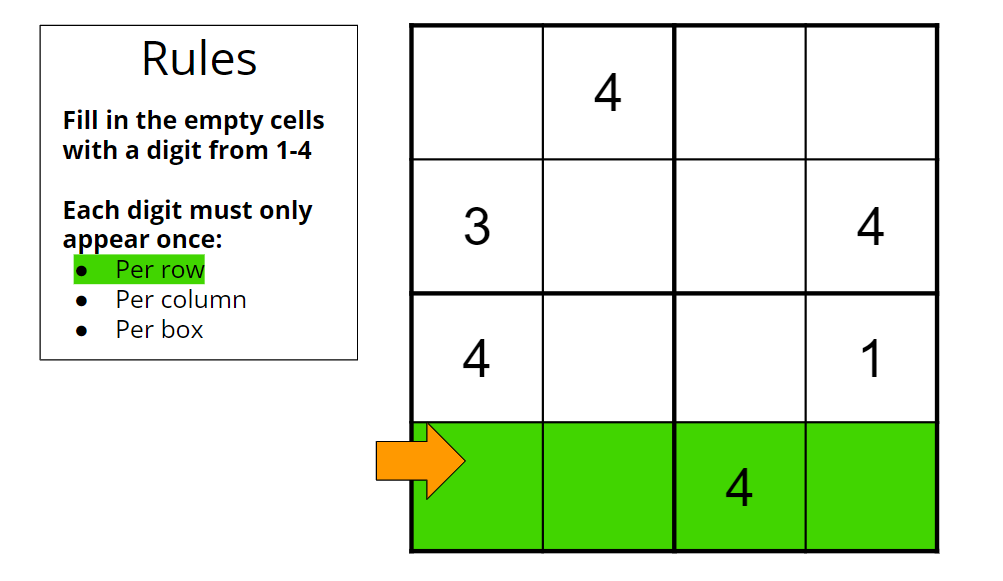 Rules
Fill in the empty cells
with a digit from 1-4
Each digit must only
appear once:
● Per row
● Per column
● Per box
4
3 4
4 1
4